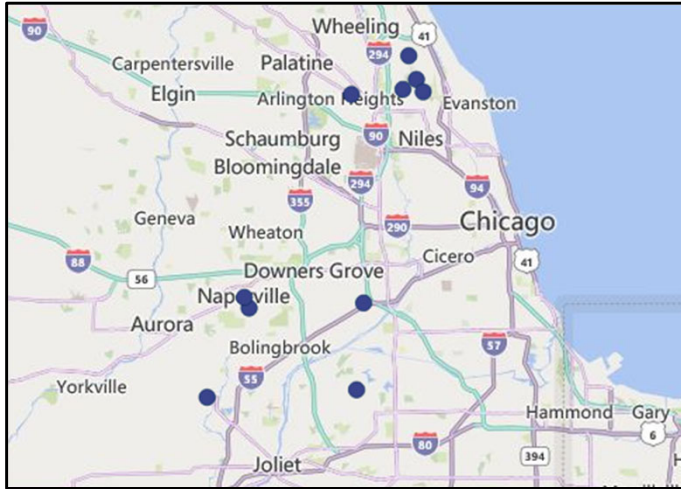 90
Wheeling
41
294
Palatine
Carpentersville
Elgin
Arlington Heights
Evanston
90
Niles
Schaumburg
Bloomingdale
294
94
355
Geneva
Wheaton
290
Chicago
88
56
Downers Grove
Cicero
41
Naperville
Aurora
57
Bolingbrook
55
Yorkville
Hammond
Gary
6
80
394
Joliet